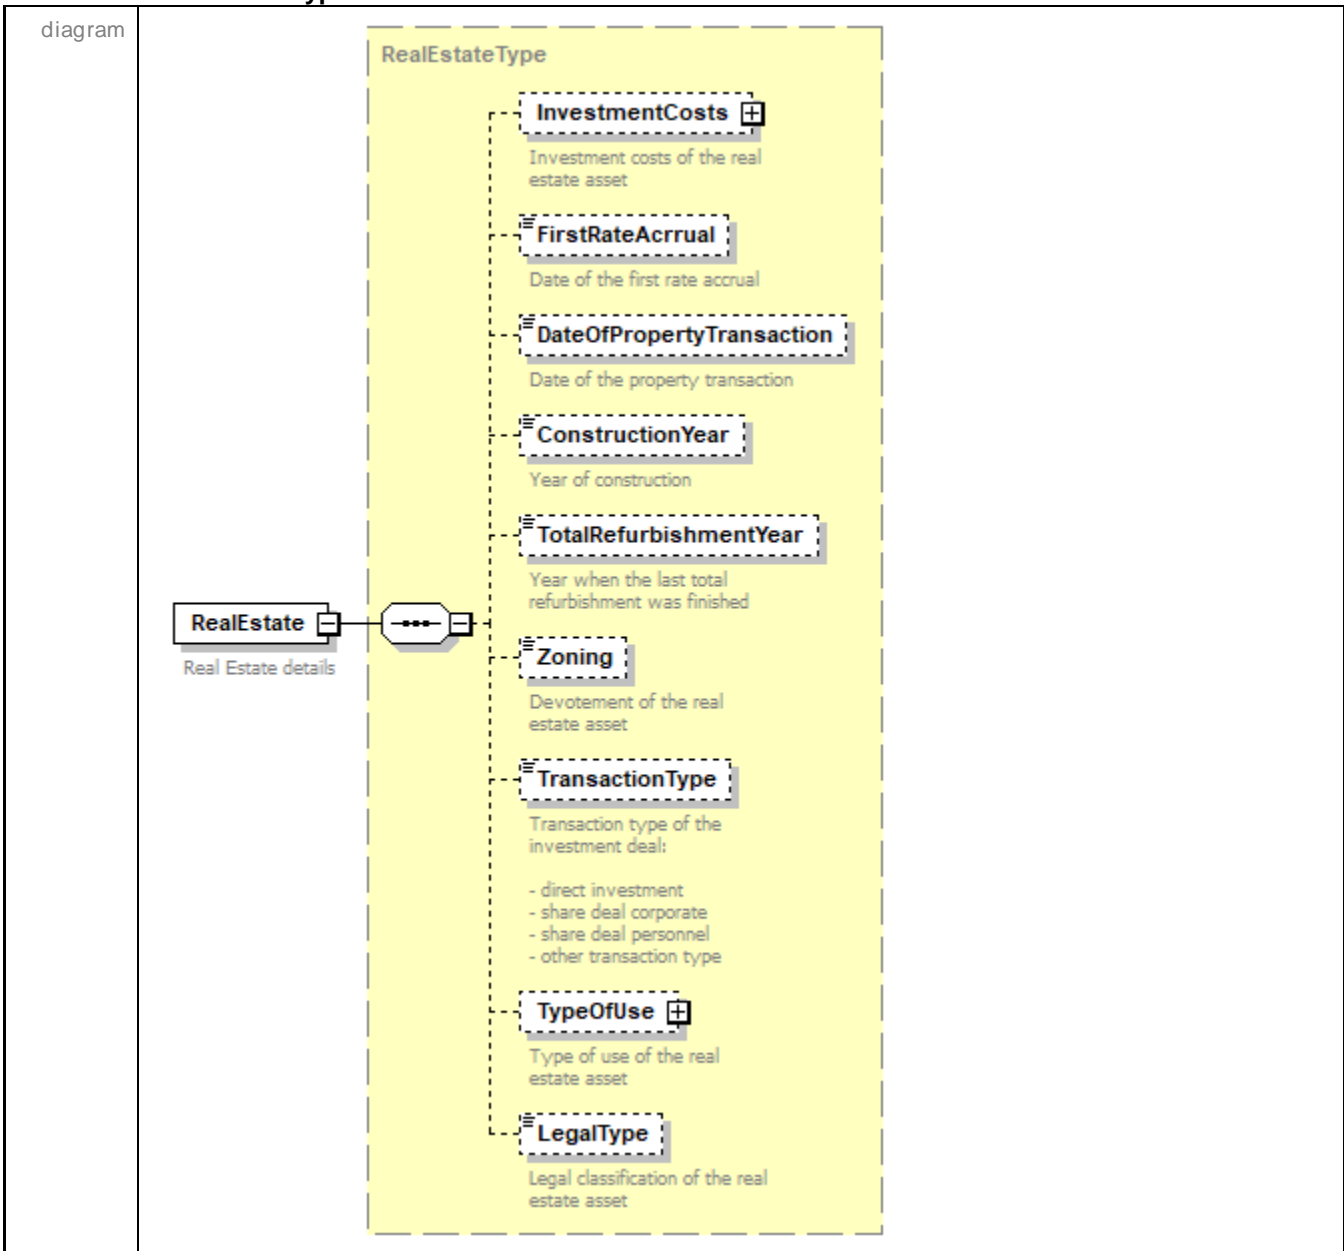 diagram
RealEstateType
InvestmentCosts
Investment costs of the real
estate asset
FirstRateAcrrual
Date of the first rate accrual
DateOfPropertyTransaction
Date of the property transaction
ConstructionYear
Year of construction
TotalRefurbishmentYear
Year when the last total
refurbishment was finished
RealEstate
Real Estate details
Zoning
Devotement of the real
estate asset
TransactionType
Transaction type of the
investment deal:
- direct investment
- share deal corporate
- share deal personnel
- other transaction type
TypeOfUse
Type of use of the real
estate asset
LegalType
Legal classification of the real
estate asset